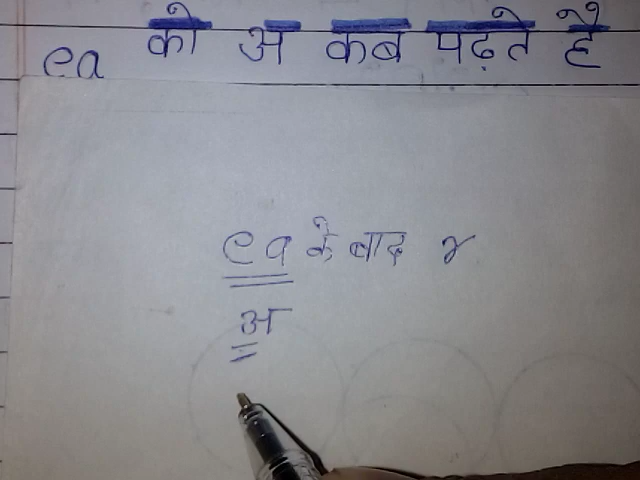 ea को अ कब पढ़ते है
ea के बाद r
अ